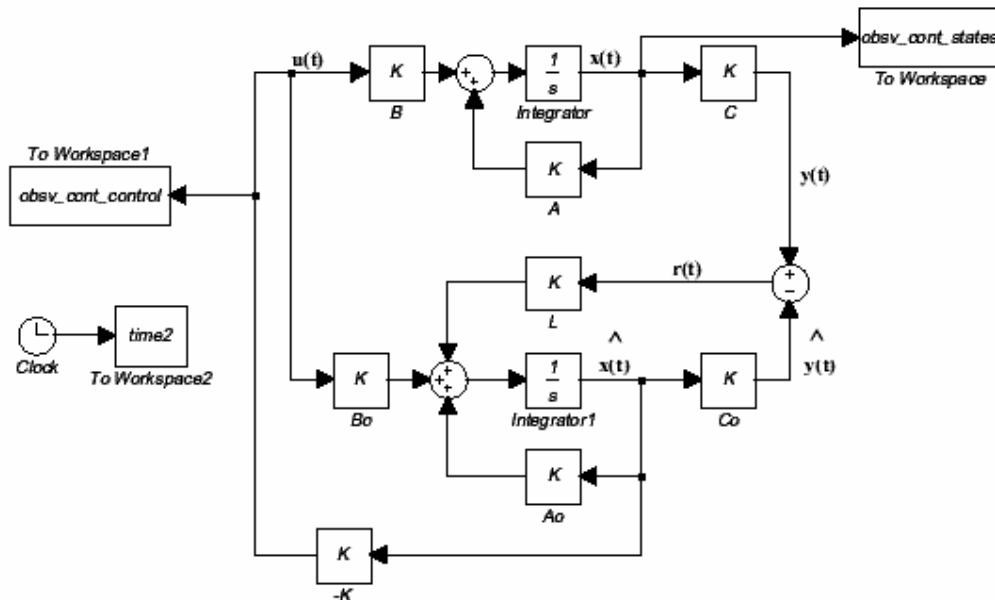 obsv_cont_states
To Workspace
u(t)
K
B
++
1
s
Integrator
x(t)
K
C
K
A
To Workspace1
obsv_cont_control
y(t)
K
L
r(t)
+
−
Clock
time2
To Workspace2
K
Bo
+
++
1
s
Integrator1
^
x(t)
K
Co
^
y(t)
K
Ao
K
-K